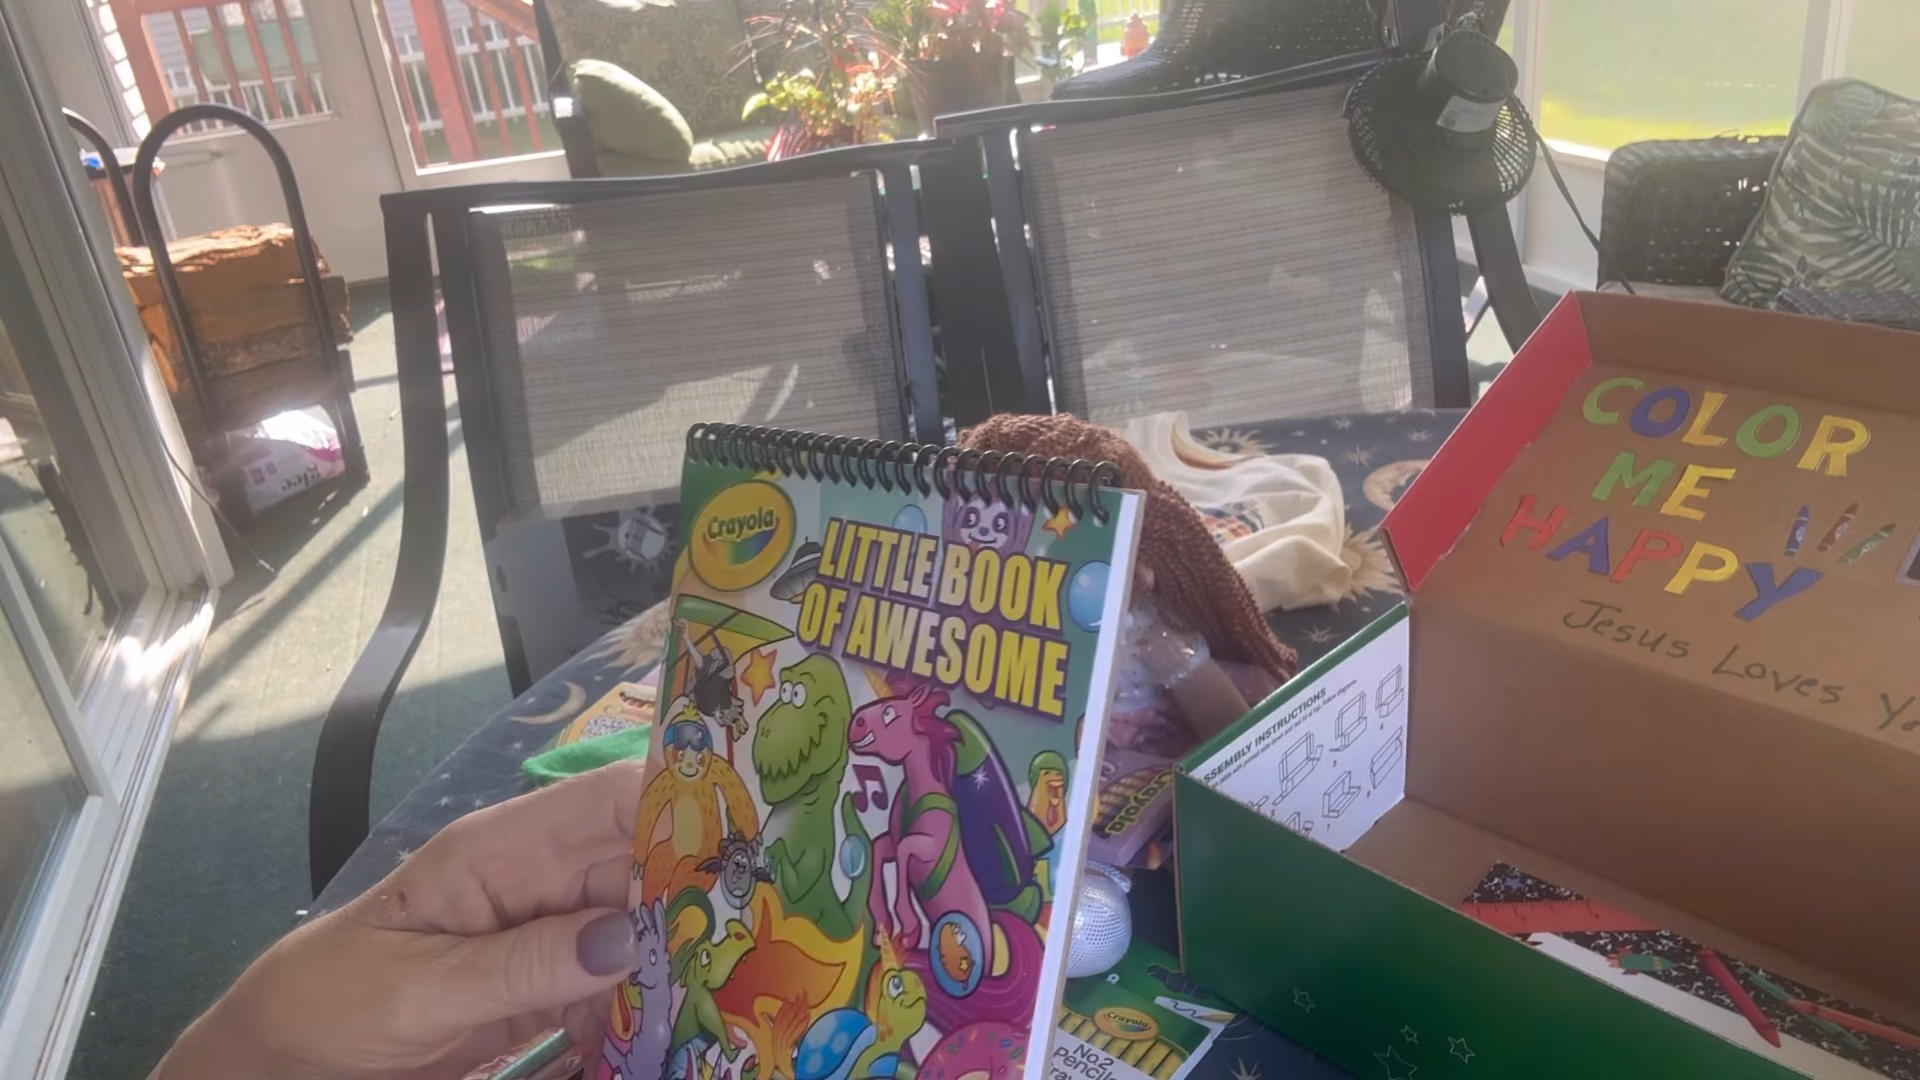 Crayola
LITTLE BOOK
OF AWESOME
COLOR
ME
HAPPY
Jesus Loves
ASSEMBLY INSTRUCTIONS
Crayola
Crayola
No.2
Pencils